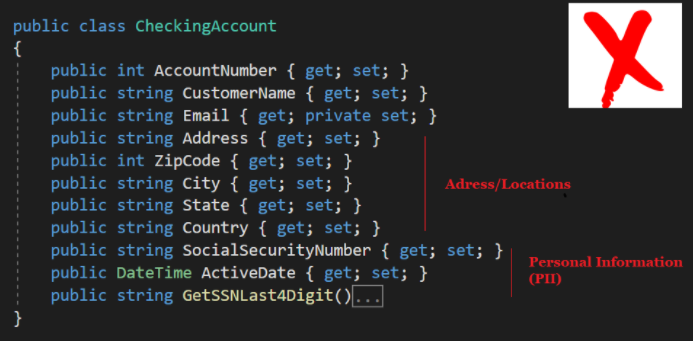 public class CheckingAccount
{
public int AccountNumber { get; set; }
public string CustomerName { get; set; }
public string Email { get; private set; }
public string Address { get; set; }
public int ZipCode { get; set; }
public string City { get; set; }
public string State { get; set; }
public string Country { get; set; }
Adress/Locations
public string SocialSecurityNumber { get; set; }
public DateTime ActiveDate { get; set; }
public string GetSSNLast4Digit()...
Personal Information
(PII)
}